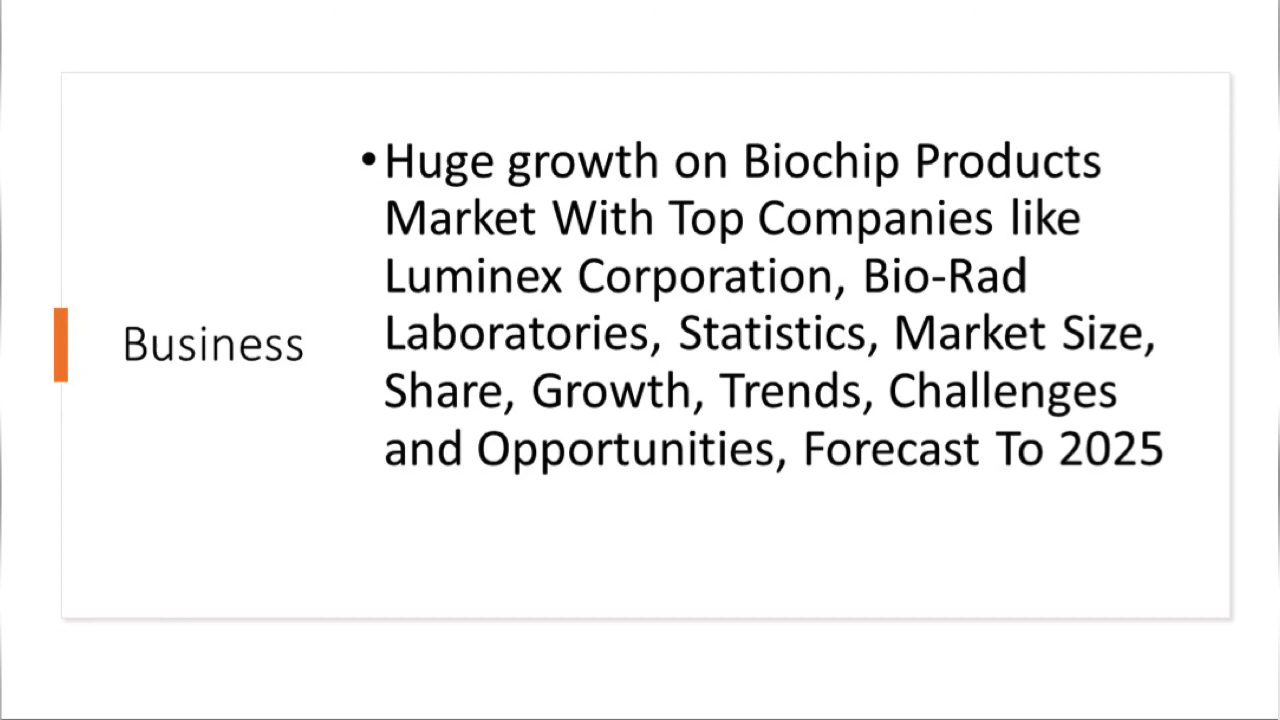 Business
•Huge growth on Biochip Products
Market With Top Companies like
Luminex Corporation, Bio-Rad
Laboratories, Statistics, Market Size,
Share, Growth, Trends, Challenges
and Opportunities, Forecast To 2025